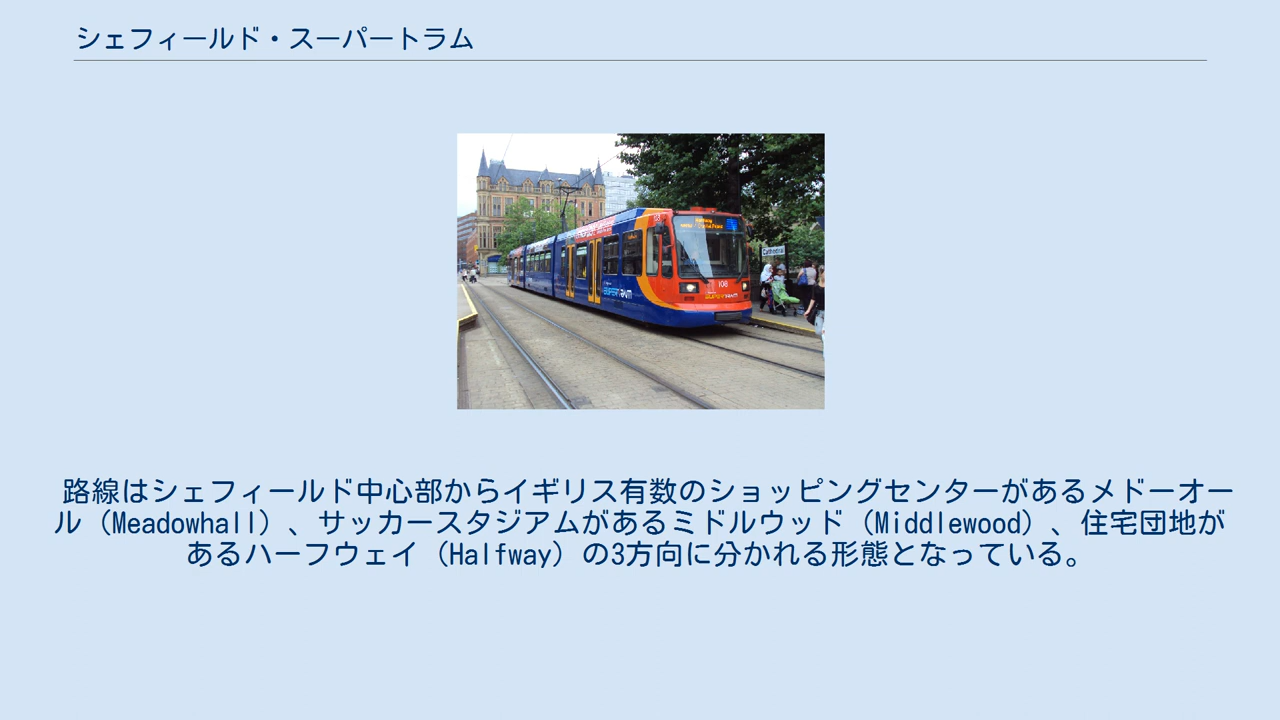 シェフィールド・スーパートラム
108
Cathedral
路線はシェフィールド中心部からイギリス有数のショッピングセンターがあるメドーオー
ル（Meadowhall）、サッカースタジアムがあるミドルウッド（Middlewood）、住宅団地が
あるハーフウェイ（Halfway）の3方向に分かれる形態となっている。